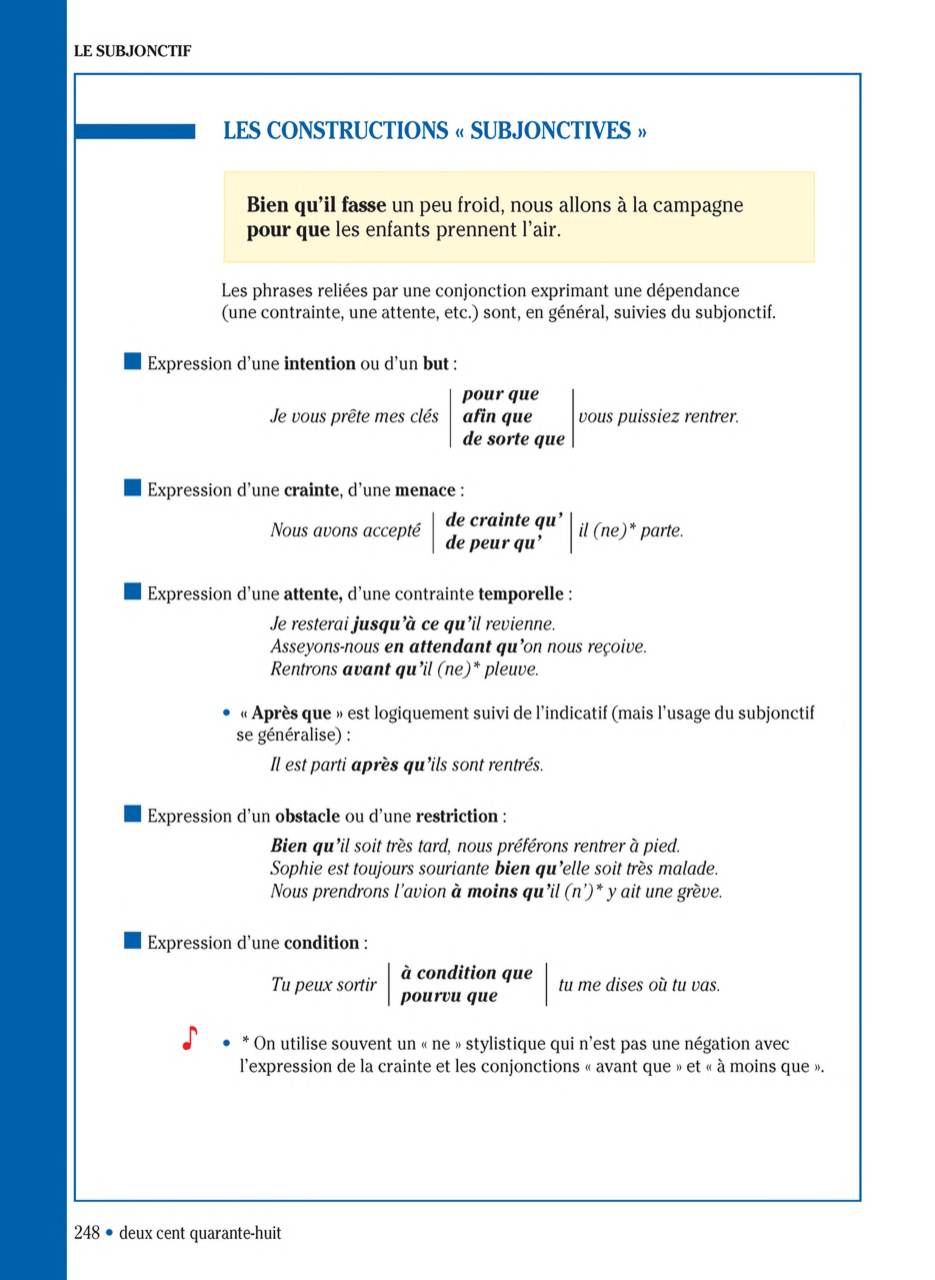 LE SUBJONCTIF
LES CONSTRUCTIONS « SUBJONCTIVES »
Bien qu’il fasse un peu froid, nous allons à la campagne
pour que les enfants prennent l’air.
Les phrases reliées par une conjonction exprimant une dépendance
(une contrainte, une attente, etc.) sont, en général, suivies du subjonctif.
Expression d’une intention ou d’un but :
pour que
Je vous prête mes clés afin que vous puissiez rentrer.
de sorte que
Expression d’une crainte, d’une menace :
de crainte qu’
Nous avons accepté il (ne)* parte.
de peur qu’
Expression d’une attente, d’une contrainte temporelle :
Je resterai jusqu’à ce qu’il revienne.
Asseyons-nous en attendant qu’on nous reçoive.
Rentrons avant qu’il (ne)* pleuve.
• « Après que » est logiquement suivi de l’indicatif (mais l’usage du subjonctif
se généralise) :
Il est parti après qu’ils sont rentrés.
Expression d’un obstacle ou d’une restriction :
Bien qu’il soit très tard, nous préférons rentrer à pied.
Sophie est toujours souriante bien qu’elle soit très malade.
Nous prendrons l’avion à moins qu’il (n’)* y ait une grève.
Expression d’une condition :
à condition que
Tu peux sortir tu me dises où tu vas.
pourvu que
• * On utilise souvent un « ne » stylistique qui n’est pas une négation avec
l’expression de la crainte et les conjonctions « avant que » et « à moins que ».
248 • deux cent quarante-huit